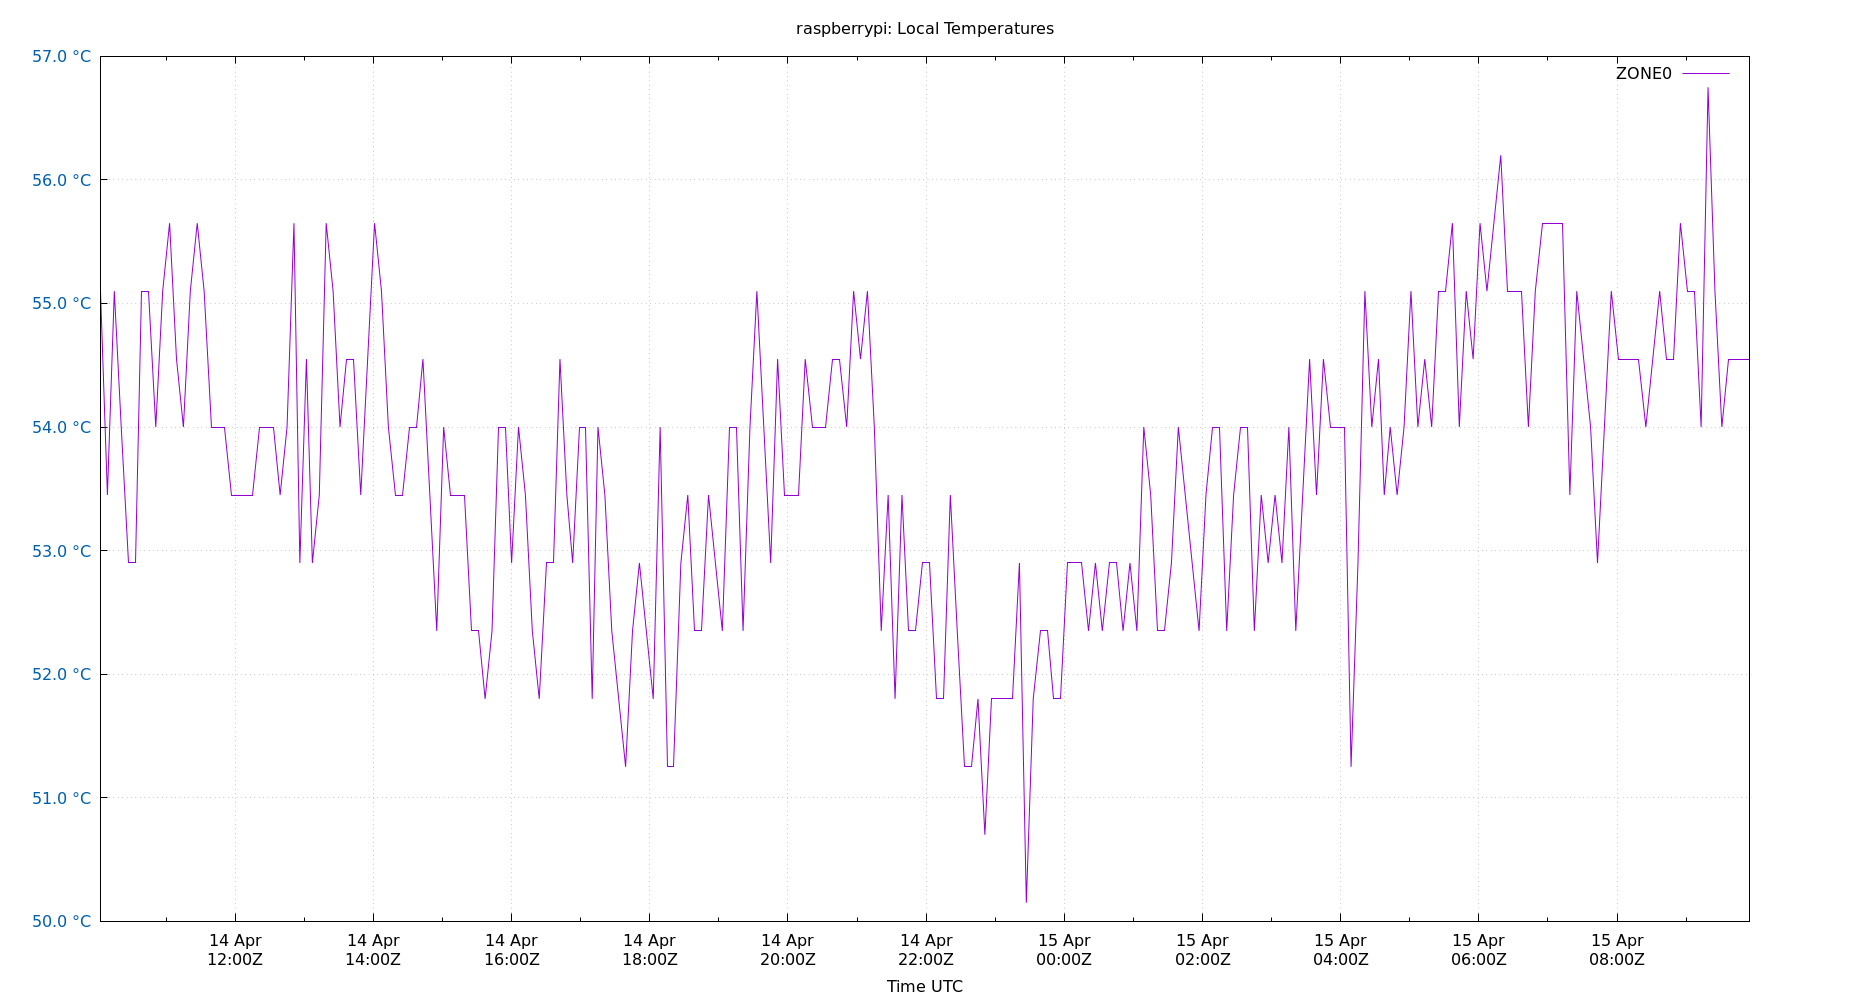 raspberrypi: Local Temperatures
57.0 °C
ZONE0
56.0 °C
55.0 °C
54.0 °C
53.0 °C
52.0 °C
51.0 °C
50.0 °C
14 Apr 14 Apr 14 Apr 14 Apr 14 Apr 14 Apr 15 Apr 15 Apr 15 Apr 15 Apr 15 Apr
12:00Z 14:00Z 16:00Z 18:00Z 20:00Z 22:00Z 00:00Z 02:00Z 04:00Z 06:00Z 08:00Z
Time UTC